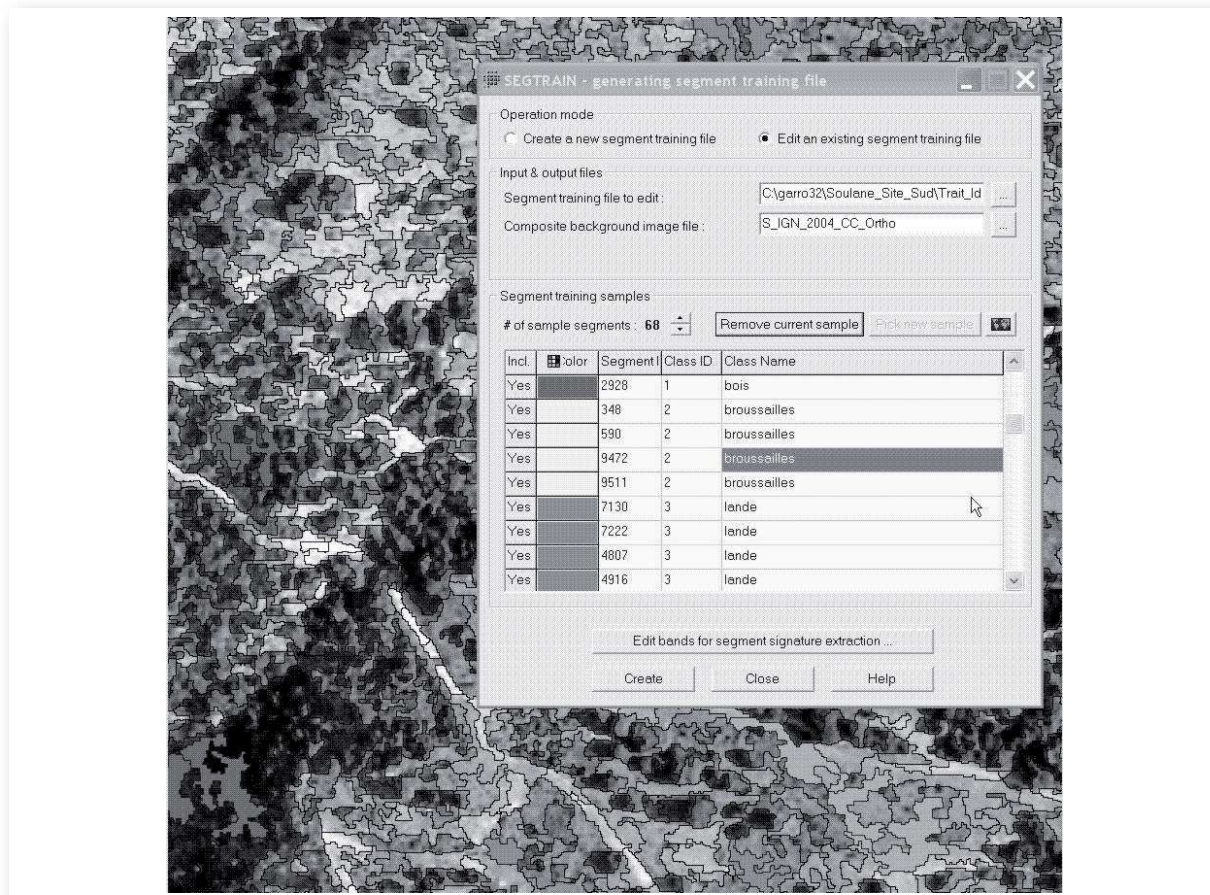 SEGTRAIN - generating segment training file
Operation mode
Create a new segment training file
Edit an existing segment training file
Input & output files
Segment training file to edit :
C:\garro32\Soulane_Site_Sud\Trait_Id
...
Composite background image file :
S_IGN_2004_CC_Ortho
...
Segment training samples
# of sample segments : 68
Remove current sample
Pick new sample
Incl. Color Segment I Class ID Class Name
Yes 2928 1 bois
Yes 348 2 broussailles
Yes 590 2 broussailles
Yes 9472 2 broussailles
Yes 9511 2 broussailles
Yes 7130 3 lande
Yes 7222 3 lande
Yes 4807 3 lande
Yes 4916 3 lande
Edit bands for segment signature extraction ...
Create
Close
Help